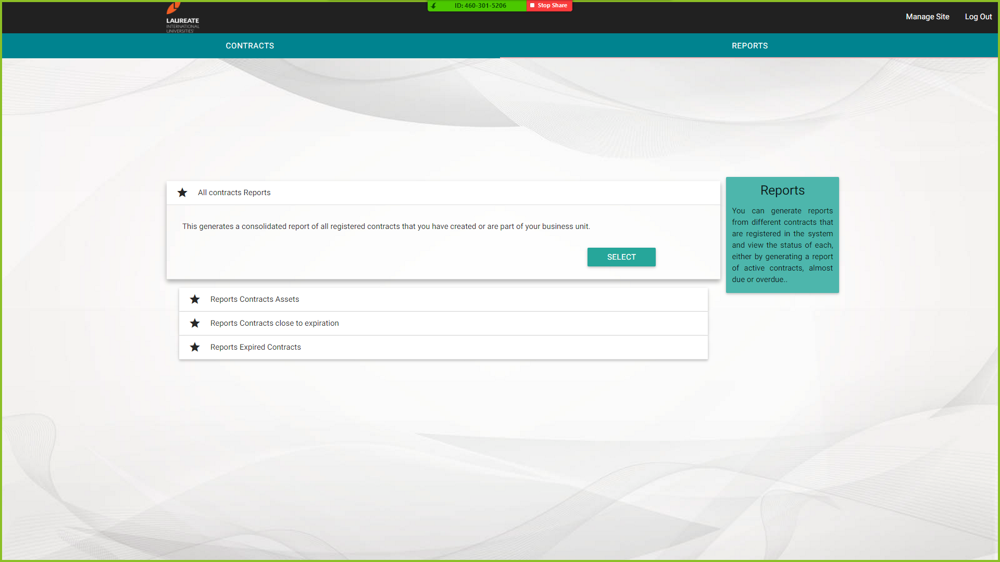 ID: 460-301-5206
Stop Share
LAUREATE
INTERNATIONAL
UNIVERSITIES
Manage Site
Log Out
CONTRACTS
REPORTS
All contracts Reports
This generates a consolidated report of all registered contracts that you have created or are part of your business unit.
SELECT
Reports Contracts Assets
Reports Contracts close to expiration
Reports Expired Contracts
Reports
You can generate reports
from different contracts that
are registered in the system
and view the status of each,
either by generating a report
of active contracts, almost
due or overdue..